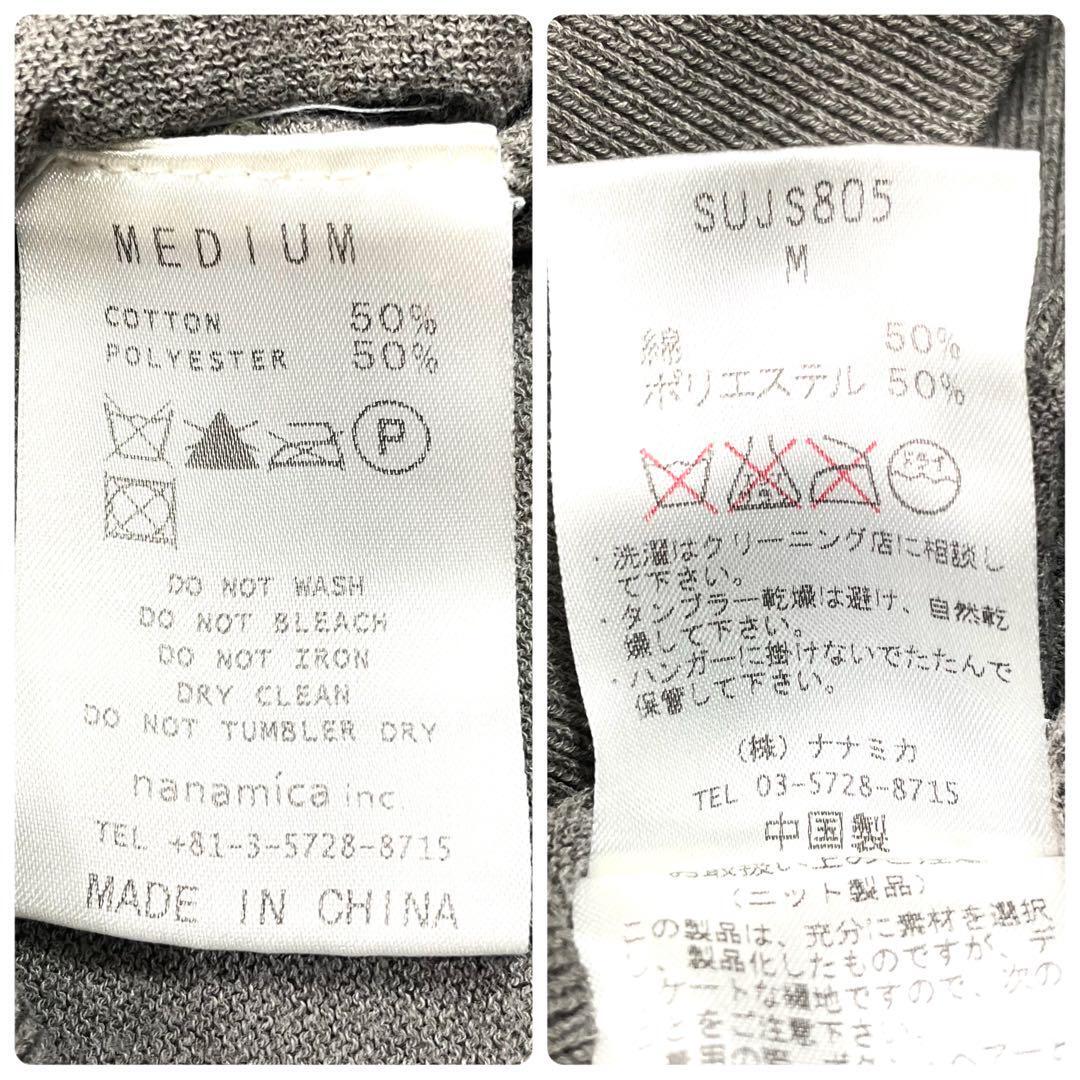 MEDIUM
COTTON 50%
POLYESTER 50%
P
DO NOT WASH
DO NOT BLEACH
DO NOT IRON
DRY CLEAN
DO NOT TUMBLER DRY
nanamica inc.
TEL +81-3-5728-8715
MADE IN CHINA
SUJS805
M
綿 50%
ポリエステル 50%
ドライ
・洗濯はクリーニング店に相談し
て下さい。
・タンブラー乾燥は避け、自然乾
燥して下さい。
・ハンガーに掛けないでたたんで
保管して下さい。
(株) ナナミカ
TEL 03-5728-8715
中国製
(ニット製品)
この製品は、充分に素材を選択
、製品化したものですが、デ
ケートな編地ですので、次の
をご注意下さい。